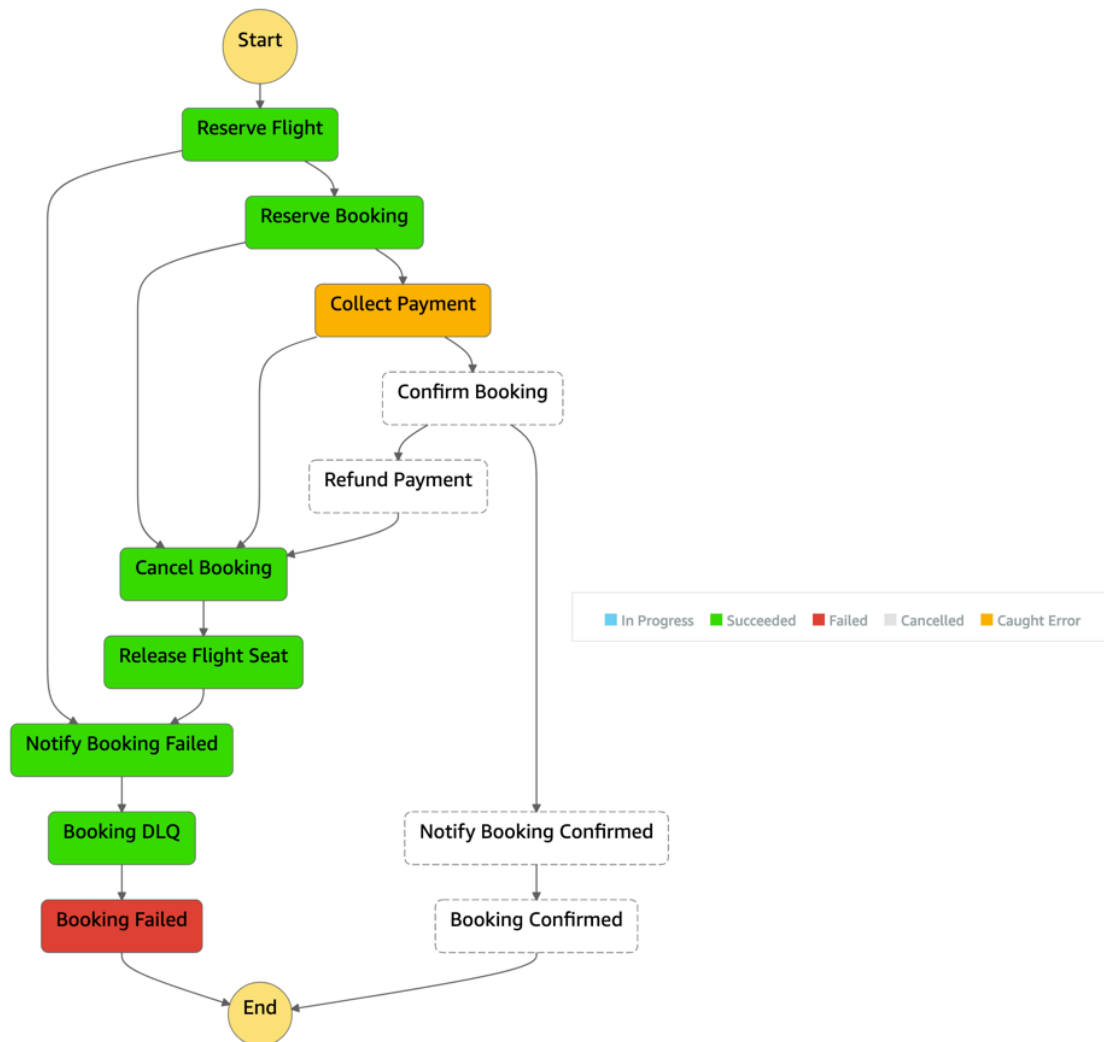 Start
Reserve Flight
Reserve Booking
Collect Payment
Confirm Booking
Refund Payment
Cancel Booking
In Progress Succeeded Failed Cancelled Caught Error
Release Flight Seat
Notify Booking Failed
Booking DLQ
Notify Booking Confirmed
Booking Failed
Booking Confirmed
End